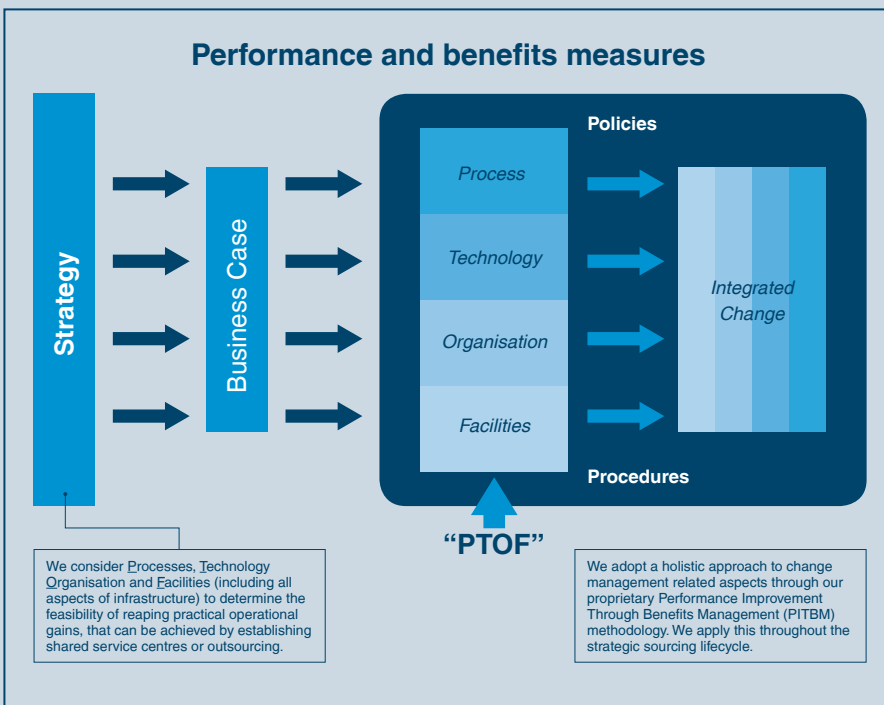 Performance and benefits measures
Strategy
Business Case
Policies
Process
Technology
Organisation
Facilities
Integrated
Change
Procedures
“PTOF”
We consider Processes, Technology
Organisation and Facilities (including all
aspects of infrastructure) to determine the
feasibility of reaping practical operational
gains, that can be achieved by establishing
shared service centres or outsourcing.
We adopt a holistic approach to change
management related aspects through our
proprietary Performance Improvement
Through Benefits Management (PITBM)
methodology. We apply this throughout the
strategic sourcing lifecycle.